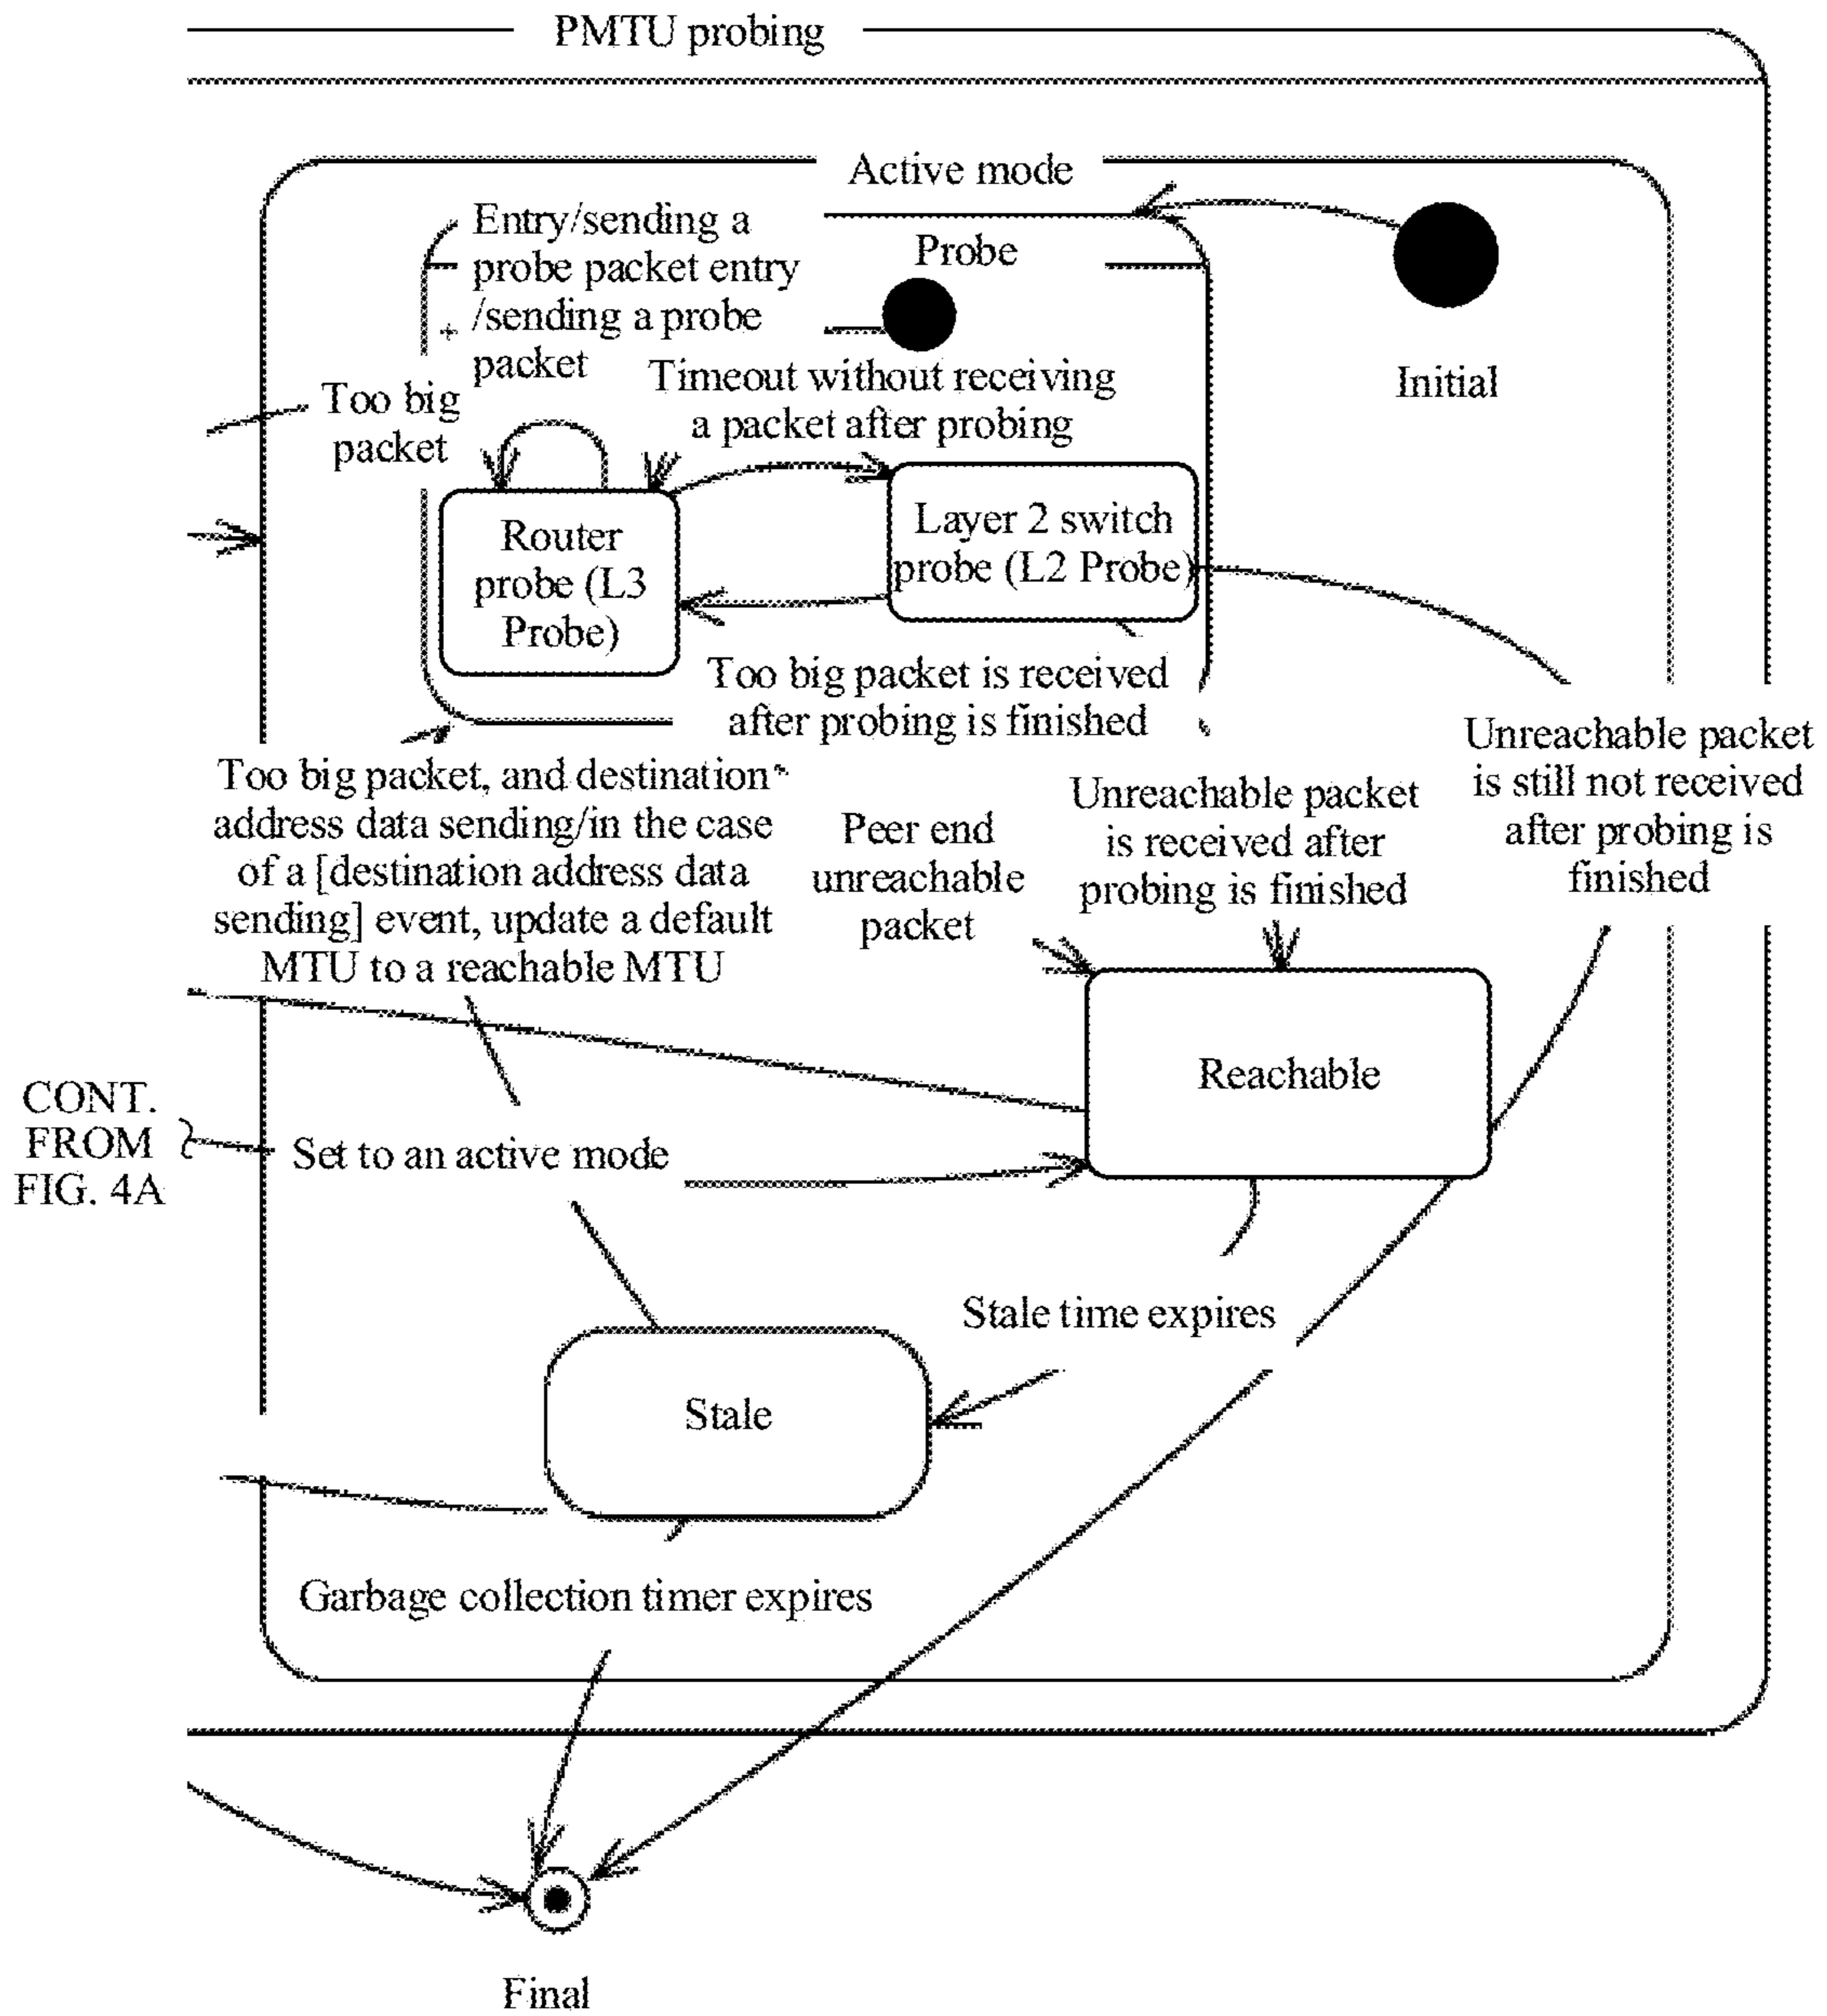 PMTU probing
Active mode
Entry/sending a
probe packet entry
/sending a probe
packet
Probe
Initial
Too big
packet
Timeout without receiving
a packet after probing
Router
probe (L3
Probe)
Layer 2 switch
probe (L2 Probe)
Too big packet is received
after probing is finished
Unreachable packet
is still not received
after probing is
finished
Too big packet, and destination
address data sending/in the case
of a [destination address data
sending] event, update a default
MTU to a reachable MTU
Peer end
unreachable
packet
Unreachable packet
is received after
probing is finished
Reachable
CONT.
FROM
FIG. 4A
Set to an active mode
Stale time expires
Stale
Garbage collection timer expires
Final